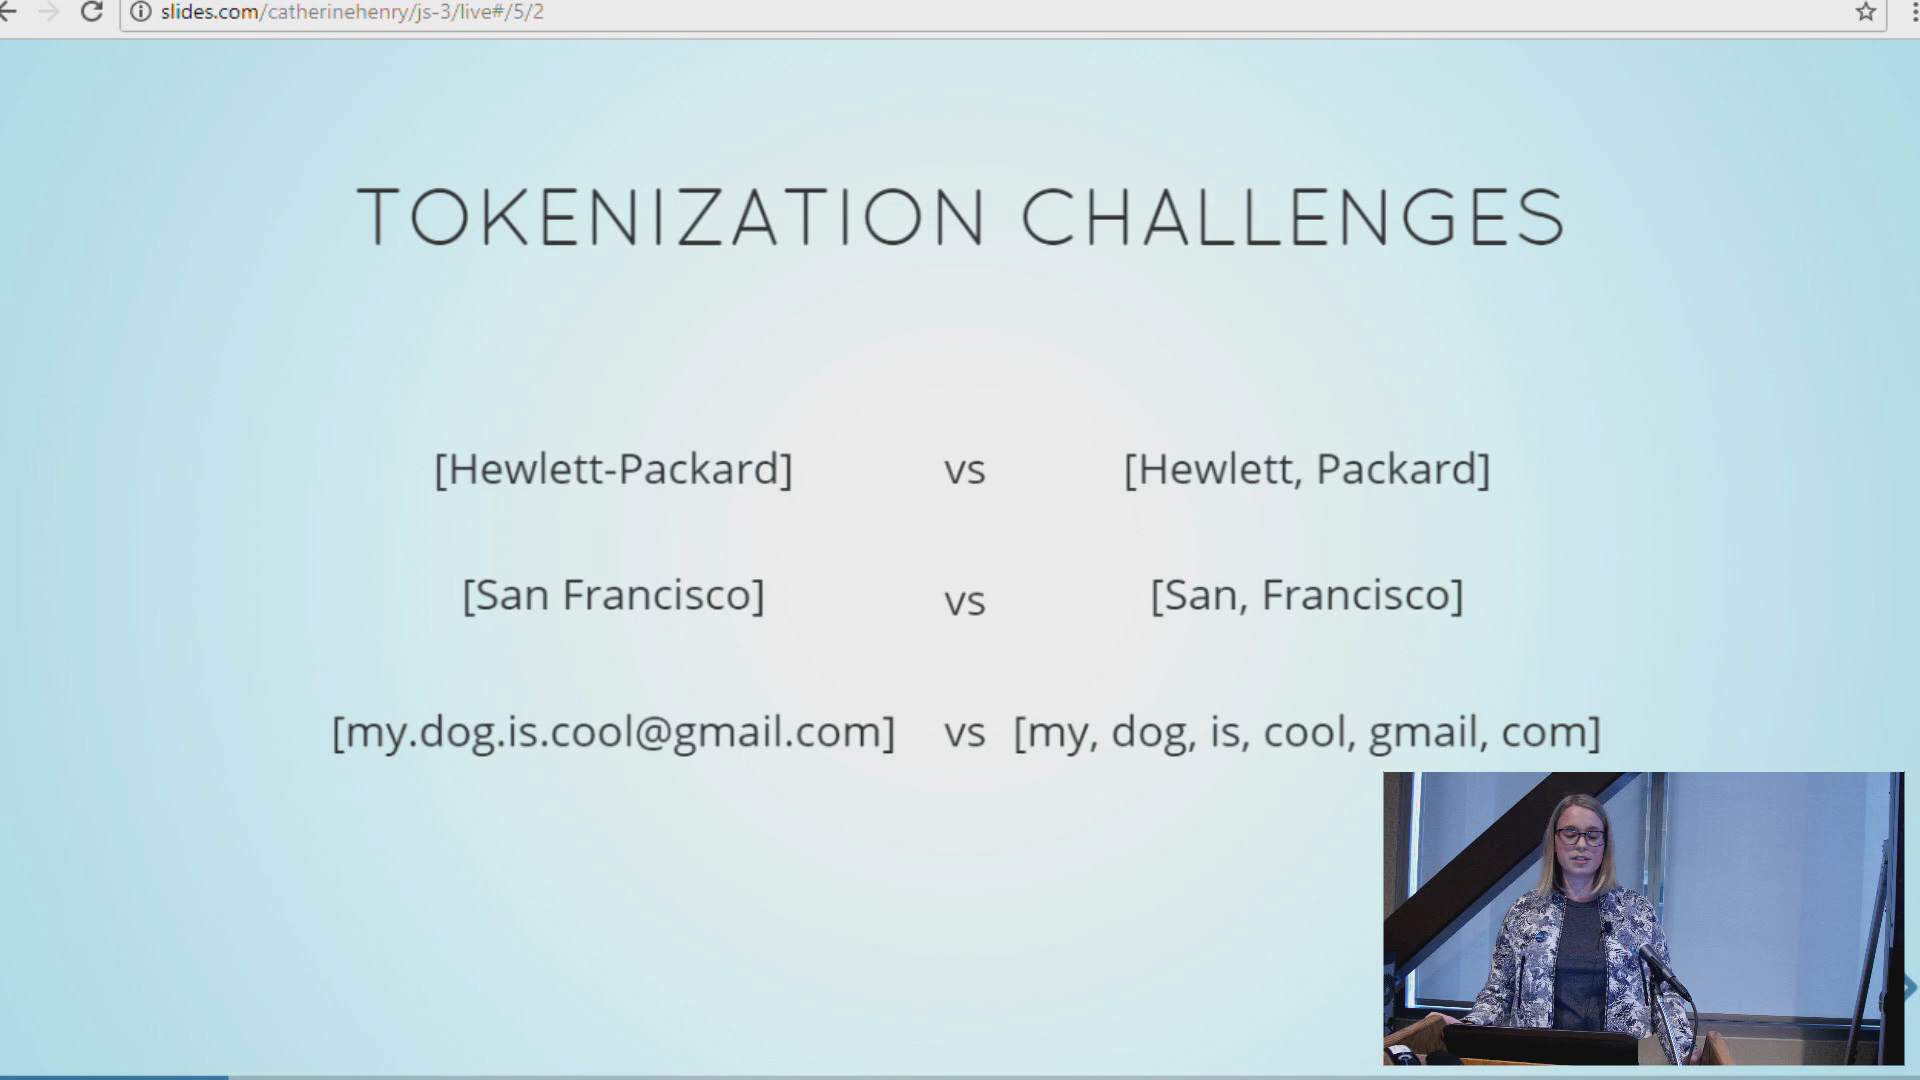 slides.com/catherinehenry/js-3/live#/5/2
TOKENIZATION CHALLENGES
[Hewlett-Packard] vs [Hewlett, Packard]
[San Francisco] vs [San, Francisco]
[my.dog.is.cool@gmail.com] vs [my, dog, is, cool, gmail, com]